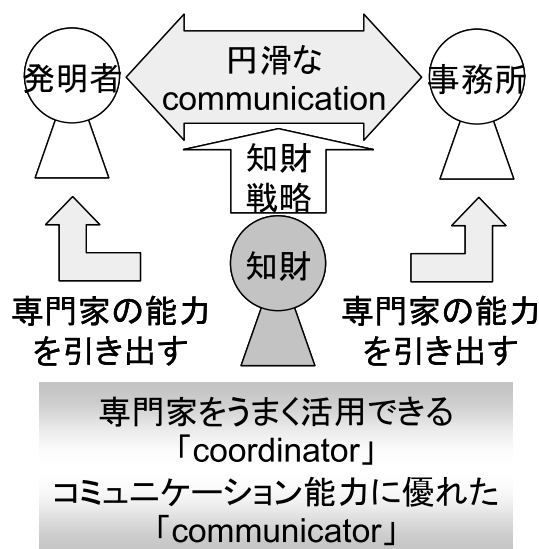 発明者
円滑な
communication
事務所
知財
戦略
知財
専門家の能力
を引き出す
専門家の能力
を引き出す
専門家をうまく活用できる
「coordinator」
コミュニケーション能力に優れた
「communicator」